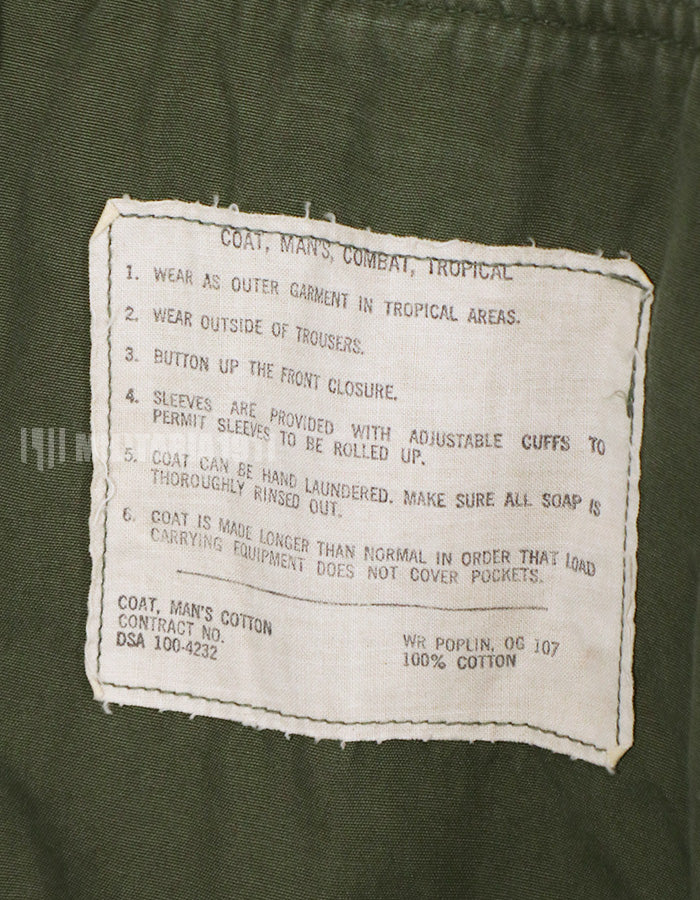 COAT, MAN'S, COMBAT, TROPICAL
1. WEAR AS OUTER GARMENT IN TROPICAL AREAS.
2. WEAR OUTSIDE OF TROUSERS.
3. BUTTON UP THE FRONT CLOSURE.
4. SLEEVES ARE PROVIDED WITH ADJUSTABLE CUFFS TO
PERMIT SLEEVES TO BE ROLLED UP.
5. COAT CAN BE HAND LAUNDERED. MAKE SURE ALL SOAP IS
THOROUGHLY RINSED OUT.
6. COAT IS MADE LONGER THAN NORMAL IN ORDER THAT LOAD
CARRYING EQUIPMENT DOES NOT COVER POCKETS.
COAT, MAN'S COTTON
CONTRACT NO.
DSA 100-4232
WR POPLIN, OG 107
100% COTTON